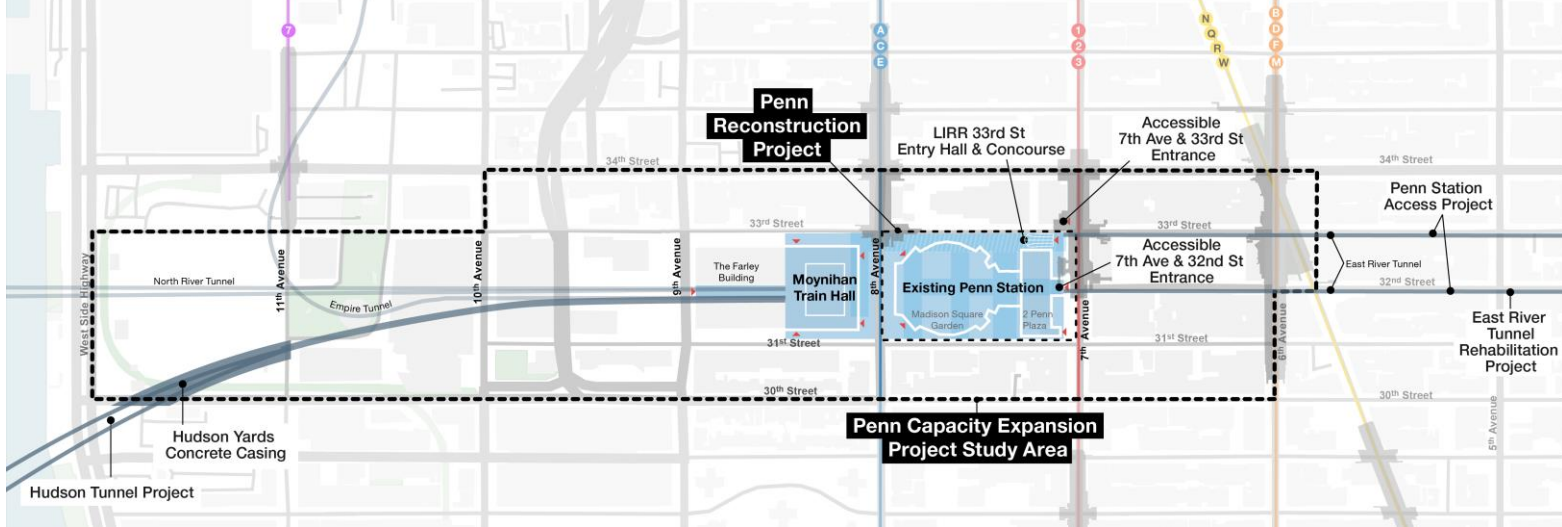 7
A
C
E
1
2
3
N
Q
R
W
B
D
F
M
Penn
Reconstruction
Project
LIRR 33rd St
Entry Hall & Concourse
Accessible
7th Ave & 33rd St
Entrance
34th Street
34th Street
Penn Station
Access Project
33rd Street
33rd Street
Accessible
7th Ave & 32nd St
Entrance
West Side Highway
North River Tunnel
11th Avenue
Empire Tunnel
10th Avenue
9th Avenue
The Farley
Building
Moynihan
Train Hall
8th Avenue
Existing Penn Station
Madison Square
Garden
2 Penn
Plaza
7th Avenue
East River Tunnel
32nd Street
31st Street
31st Street
6th Avenue
East River
Tunnel
Rehabilitation
Project
30th Street
30th Street
5th Avenue
Penn Capacity Expansion
Project Study Area
Hudson Yards
Concrete Casing
Hudson Tunnel Project